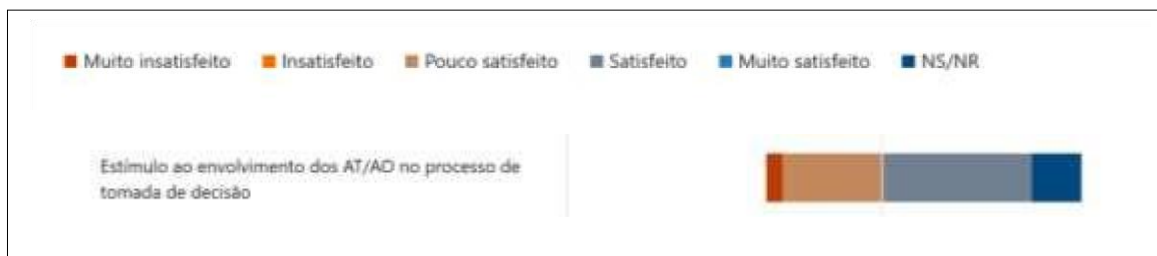 Muito insatisfeito Insatisfeito Pouco satisfeito Satisfeito Muito satisfeito NS/NR
Estímulo ao envolvimento dos AT/AO no processo de
tomada de decisão